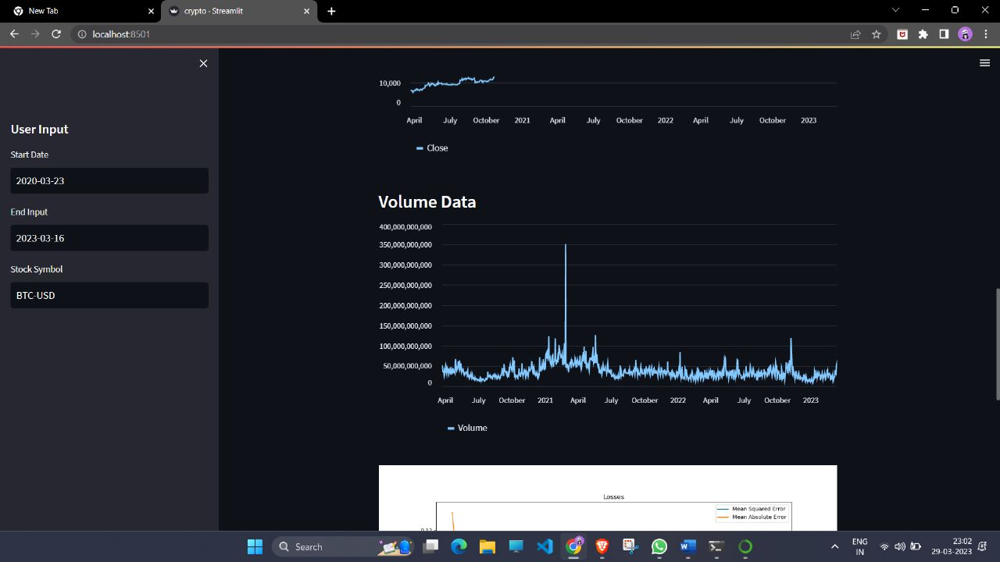 New Tab
crypto · Streamlit
localhost:8501
User Input
Start Date
2020-03-23
End Input
2023-03-16
Stock Symbol
BTC-USD
10,000
0
April July October 2021 April July October 2022 April July October 2023
Close
Volume Data
400,000,000,000
350,000,000,000
300,000,000,000
250,000,000,000
200,000,000,000
150,000,000,000
100,000,000,000
50,000,000,000
0
April July October 2021 April July October 2022 April July October 2023
Volume
Losses
Mean Squared Error
Mean Absolute Error
0.12
Search
ENG
IN
23:02
29-03-2023